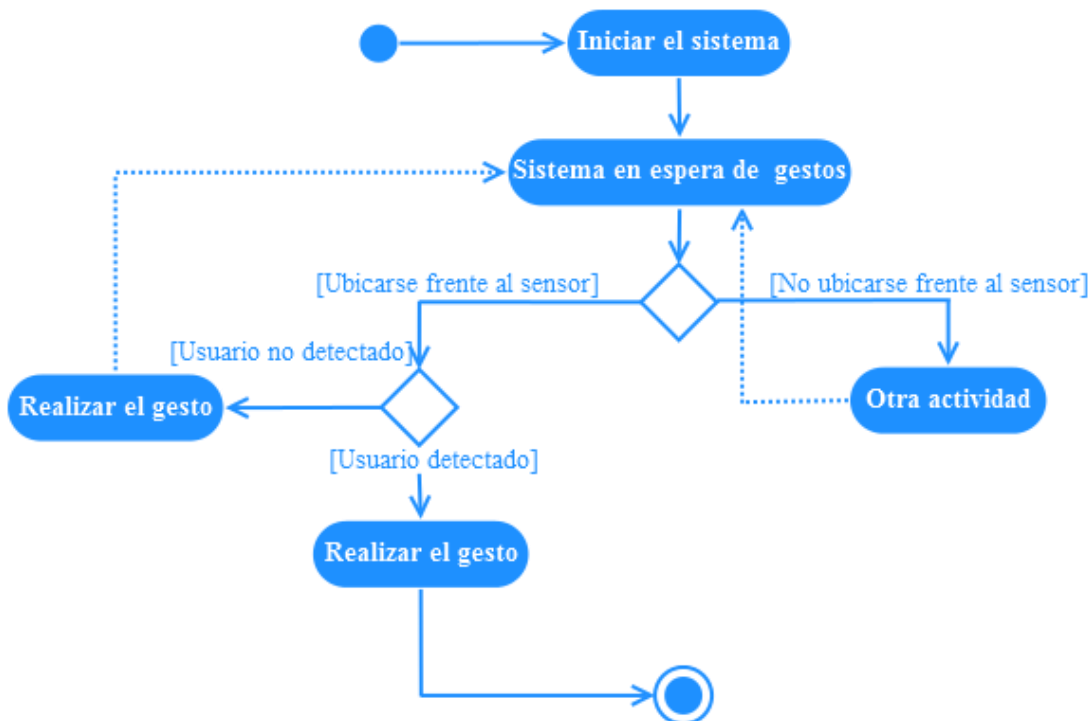 Iniciar el sistema
Sistema en espera de gestos
[Ubicarse frente al sensor]
[No ubicarse frente al sensor]
[Usuario no detectado]
Realizar el gesto
Otra actividad
[Usuario detectado]
Realizar el gesto